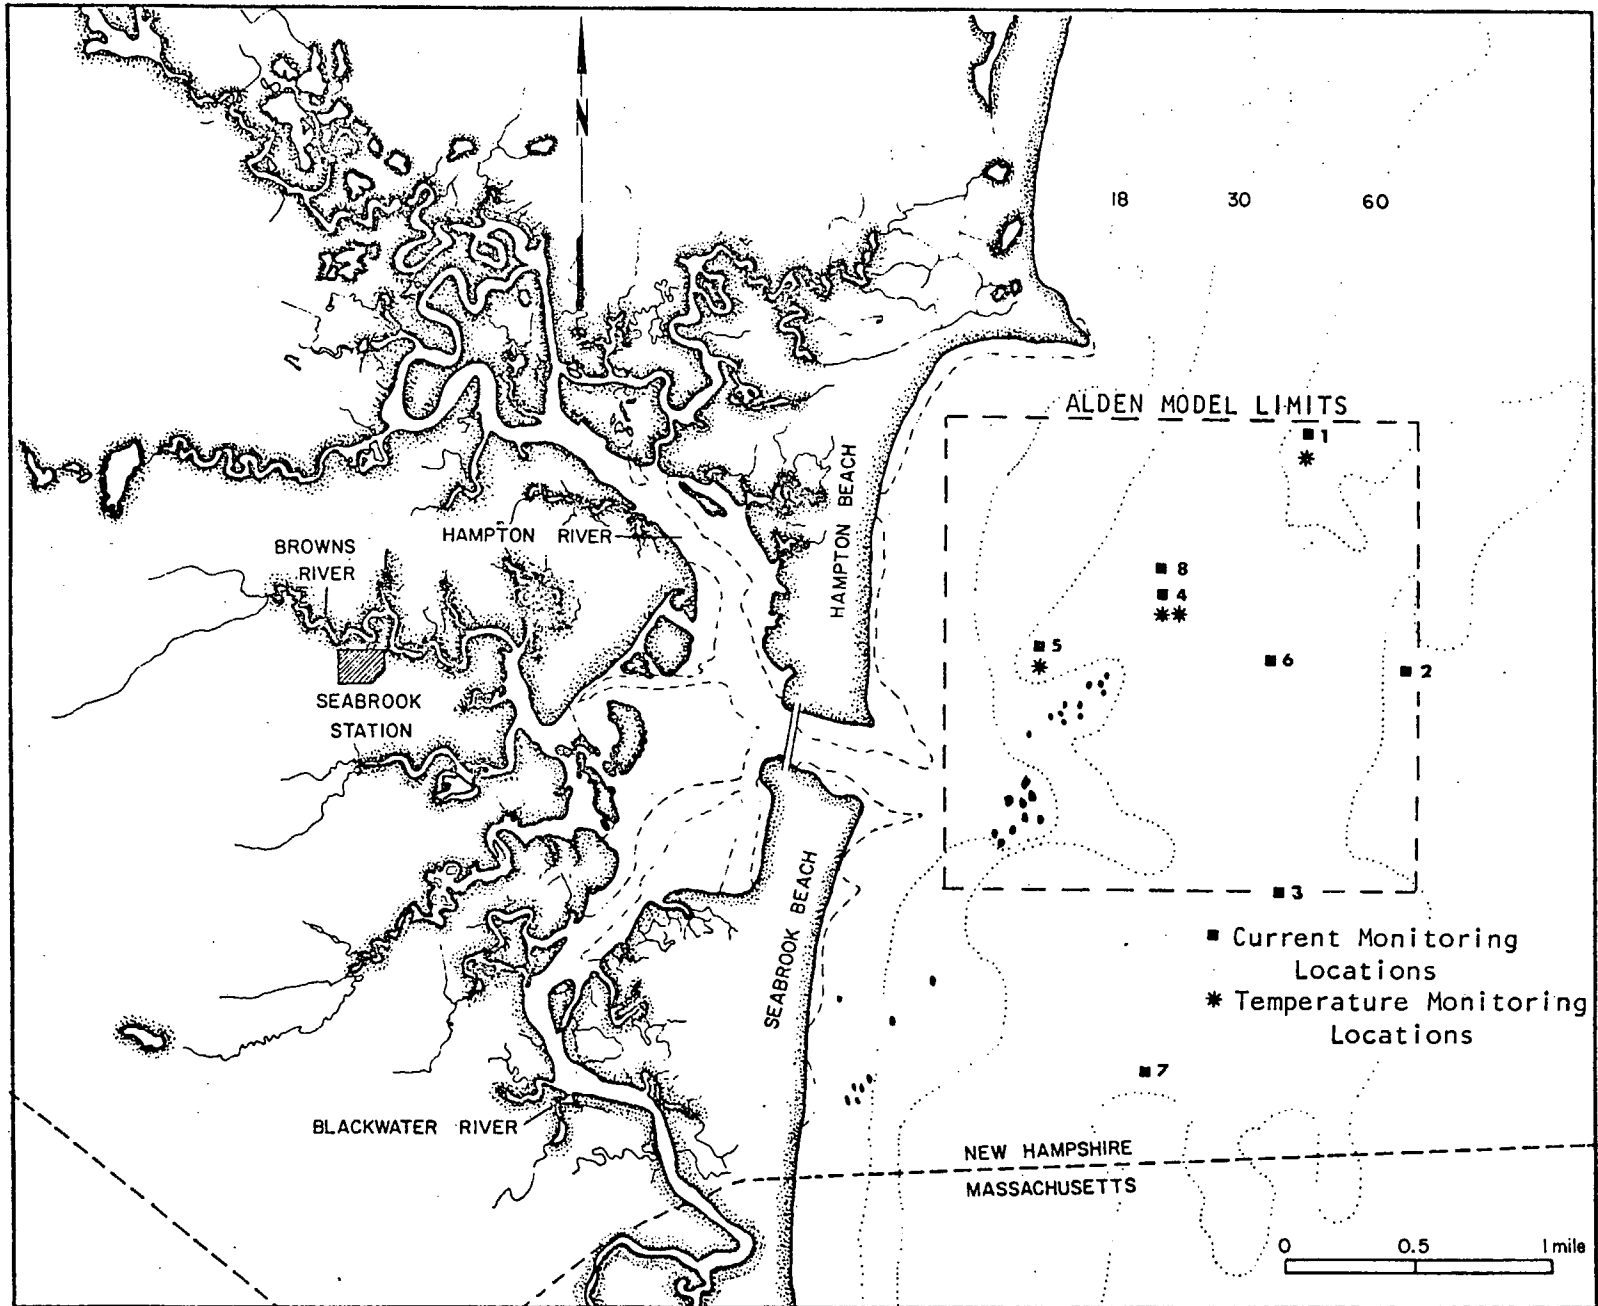 N
18 30 60
ALDEN MODEL LIMITS
1
HAMPTON BEACH
HAMPTON RIVER
BROWNS
RIVER
8
4
5
6
2
SEABROOK
STATION
SEABROOK BEACH
3
Current Monitoring
Locations
Temperature Monitoring
Locations
7
BLACKWATER RIVER
NEW HAMPSHIRE
MASSACHUSETTS
0 0.5 1 mile